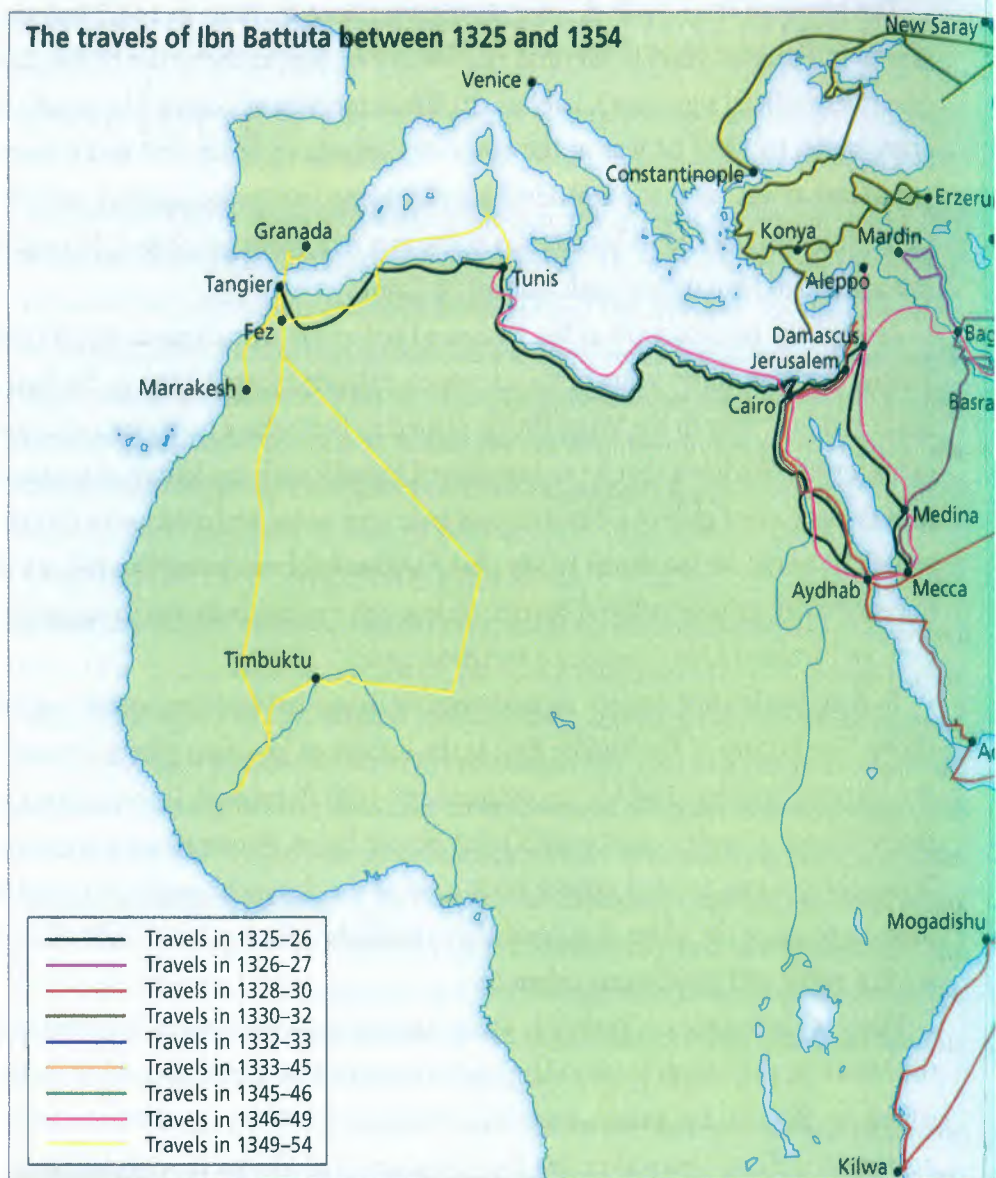 The travels of Ibn Battuta between 1325 and 1354
New Saray
Venice
Constantinople
Erzeru
Granada
Konya
Mardin
Tangier
Tunis
Aleppo
Fez
Damascus
Bag
Jerusalem
Marrakesh
Cairo
Basra
Medina
Aydhab
Mecca
Timbuktu
A
Mogadishu
Travels in 1325–26
Travels in 1326–27
Travels in 1328–30
Travels in 1330–32
Travels in 1332–33
Travels in 1333–45
Travels in 1345–46
Travels in 1346–49
Travels in 1349–54
Kilwa